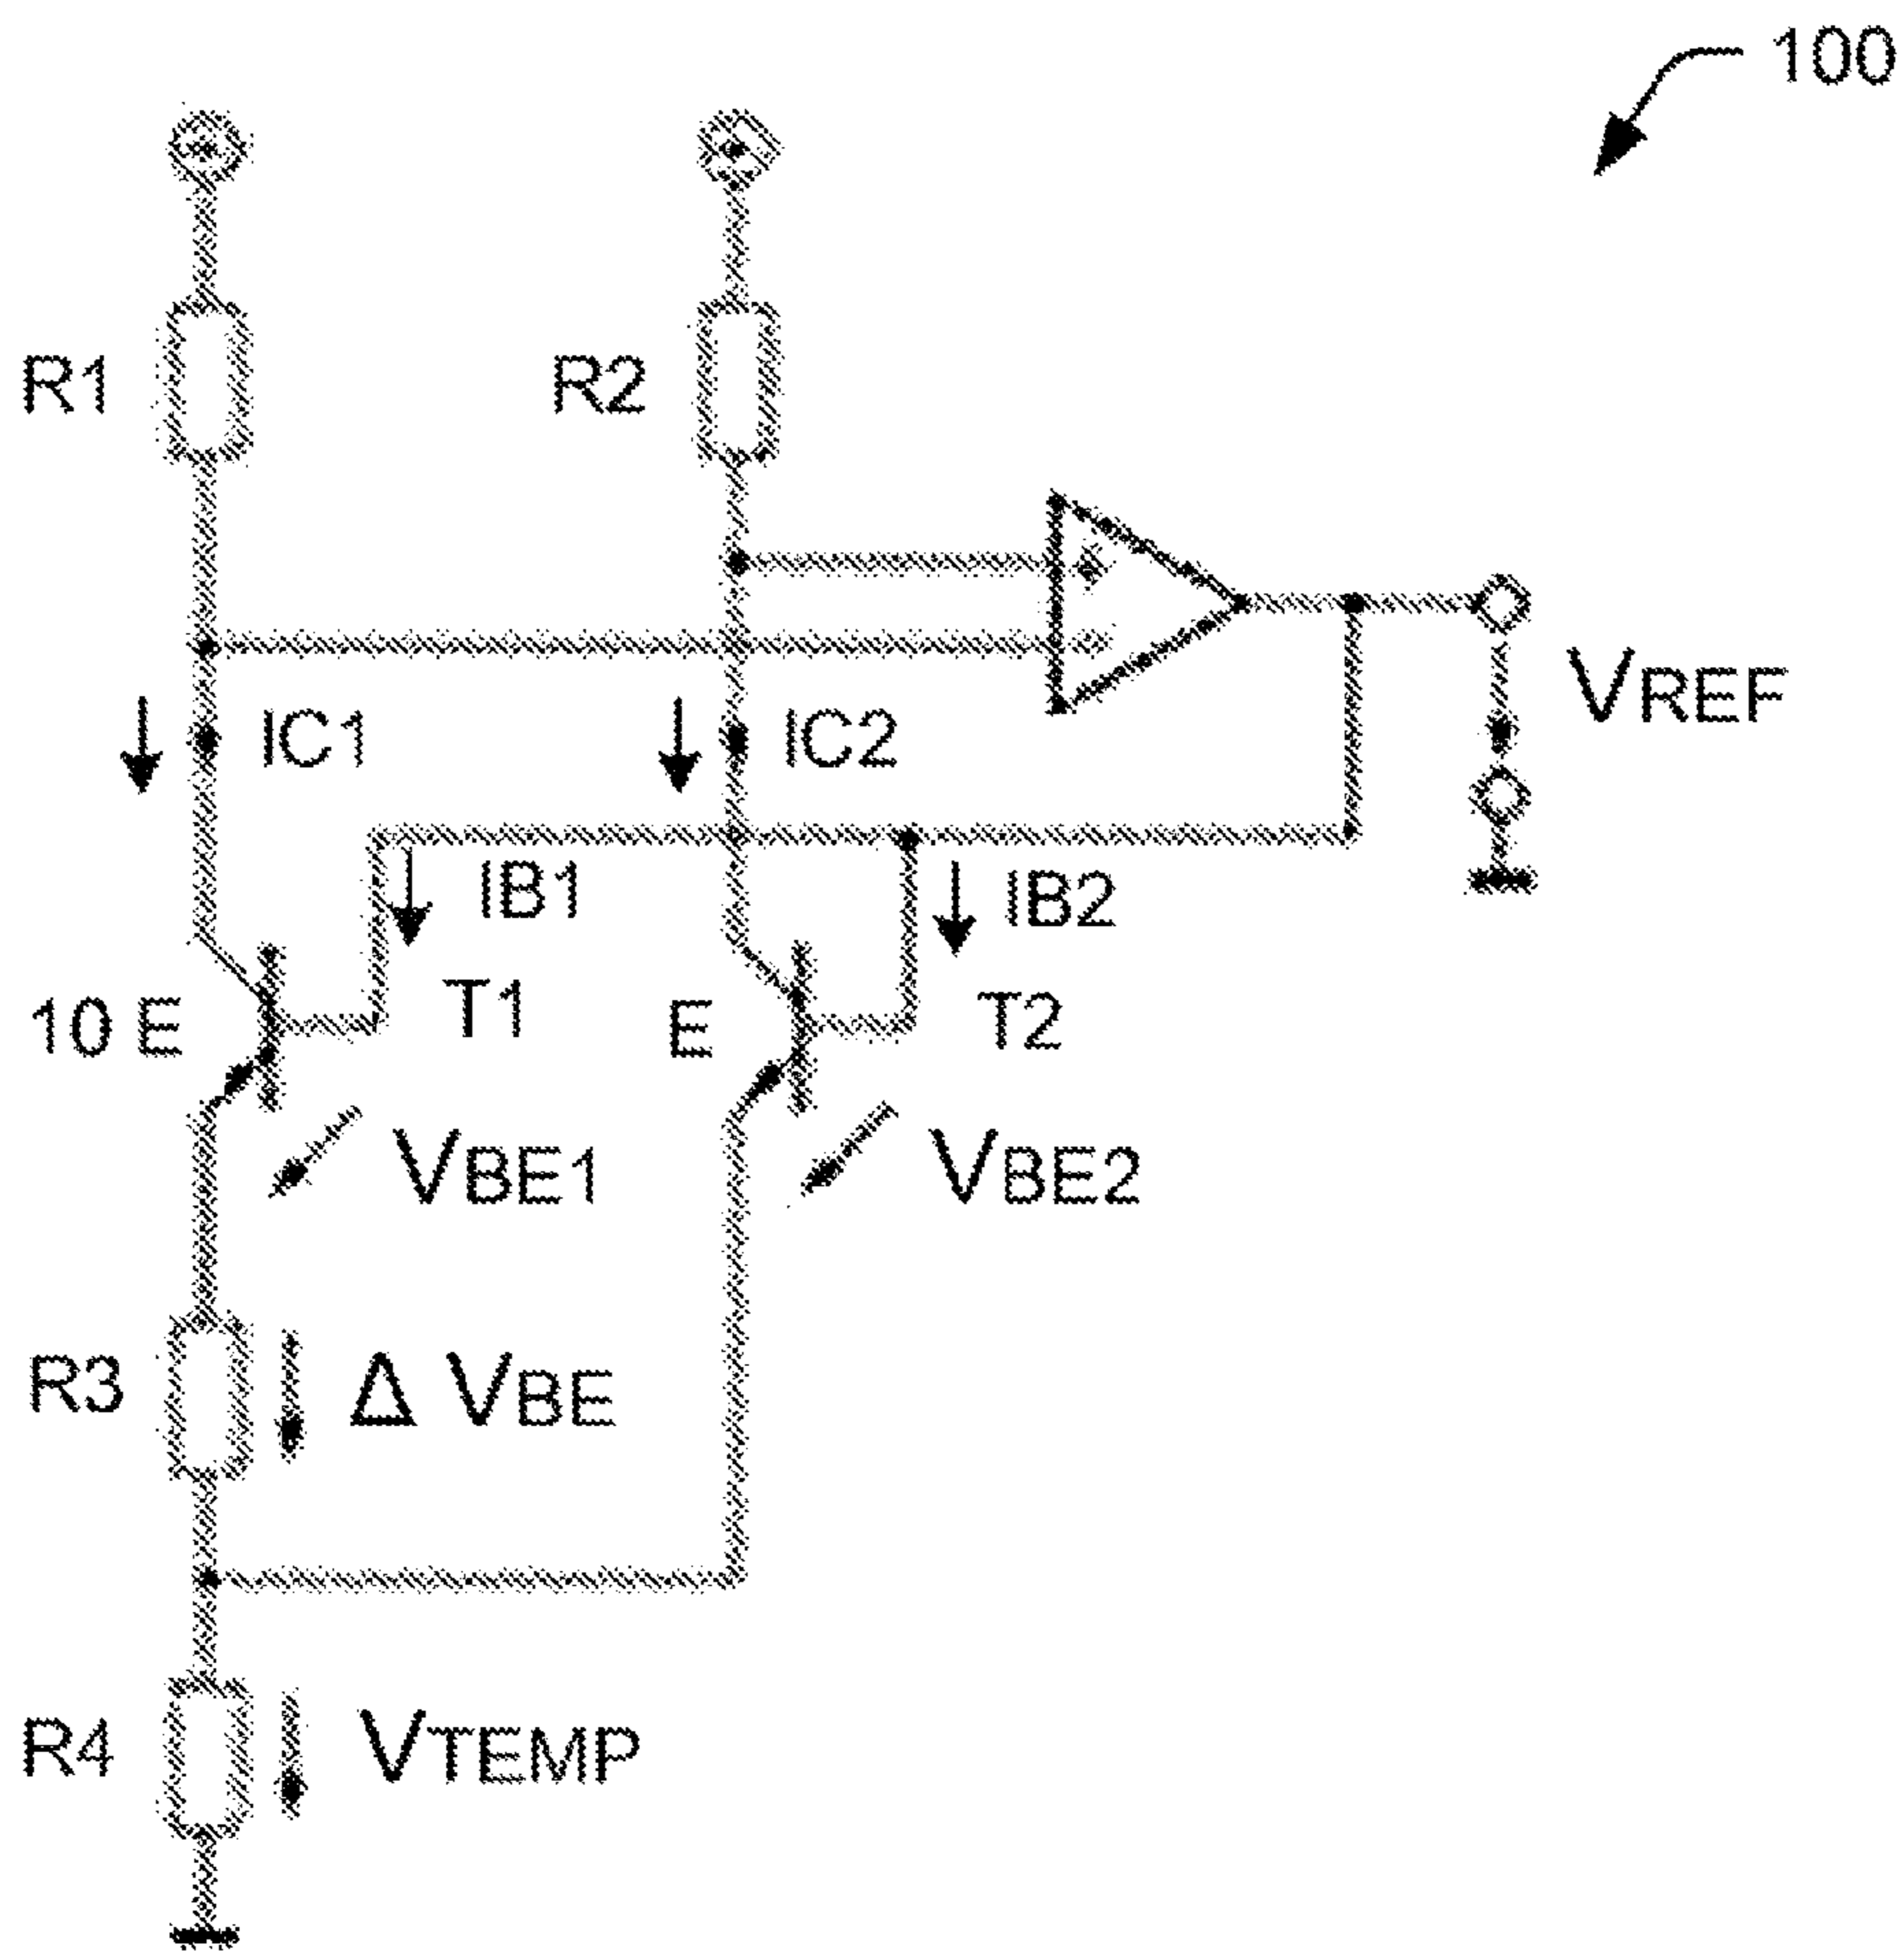 100
R1
R2
VREF
IC1
IC2
IB1
IB2
10 E
T1
E
T2
VBE1
VBE2
R3
Δ VBE
R4
VTEMP